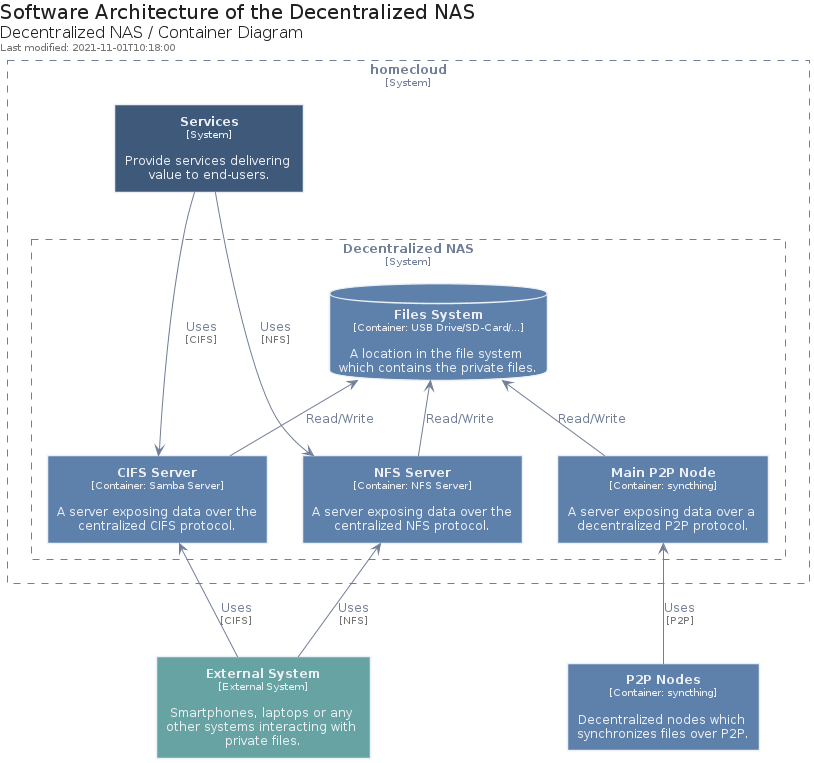 Software Architecture of the Decentralized NAS
Decentralized NAS / Container Diagram
Last modified: 2021-11-01T10:18:00
homecloud
[System]
Services
[System]
Provide services delivering
value to end-users.
Decentralized NAS
[System]
Files System
[Container: USB Drive/SD-Card/...]
A location in the file system
which contains the private files.
Uses
[CIFS]
Uses
[NFS]
Read/Write
Read/Write
Read/Write
CIFS Server
[Container: Samba Server]
A server exposing data over the
centralized CIFS protocol.
NFS Server
[Container: NFS Server]
A server exposing data over the
centralized NFS protocol.
Main P2P Node
[Container: syncthing]
A server exposing data over a
decentralized P2P protocol.
Uses
[CIFS]
Uses
[NFS]
Uses
[P2P]
External System
[External System]
Smartphones, laptops or any
other systems interacting with
private files.
P2P Nodes
[Container: syncthing]
Decentralized nodes which
synchronizes files over P2P.